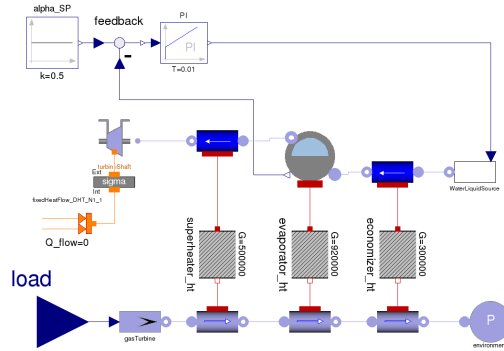 alpha_SP
feedback
PI
PI
k=0.5
T=0.01
turbinShaft
Ext
sigma
Int
WaterLiquidSource
fixedHeatFlow_DHT_N1_1
Q_flow=0
superheater_ht
G=500000
evaporator_ht
G=920000
economizer_ht
G=300000
load
gasTurbine
P
environment